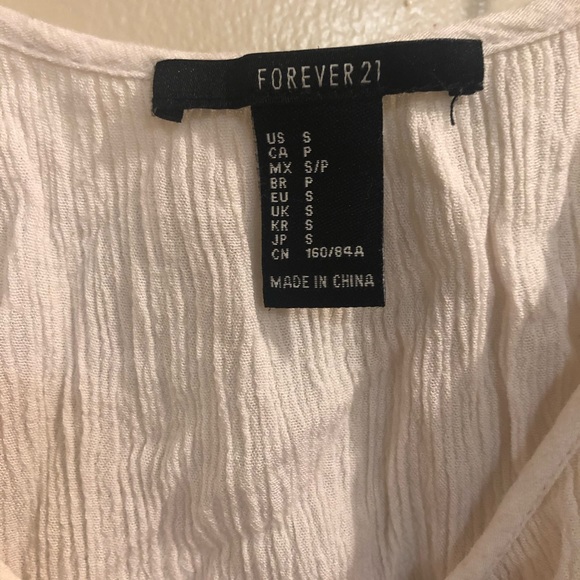 FOREVER 21
US S
CA P
MX S/P
BR P
EU S
UK S
KR S
JP S
CN 160/84A
MADE IN CHINA